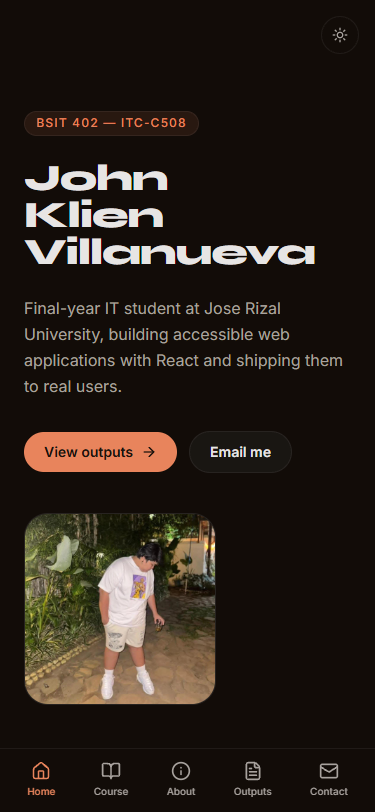 BSIT 402 — ITC-C508
John
Klien
Villanueva
Final-year IT student at Jose Rizal
University, building accessible web
applications with React and shipping them
to real users.
View outputs →
Email me
Home
Course
About
Outputs
Contact